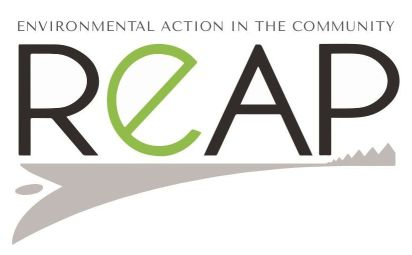 ENVIRONMENTAL ACTION IN THE COMMUNITY
ReAP